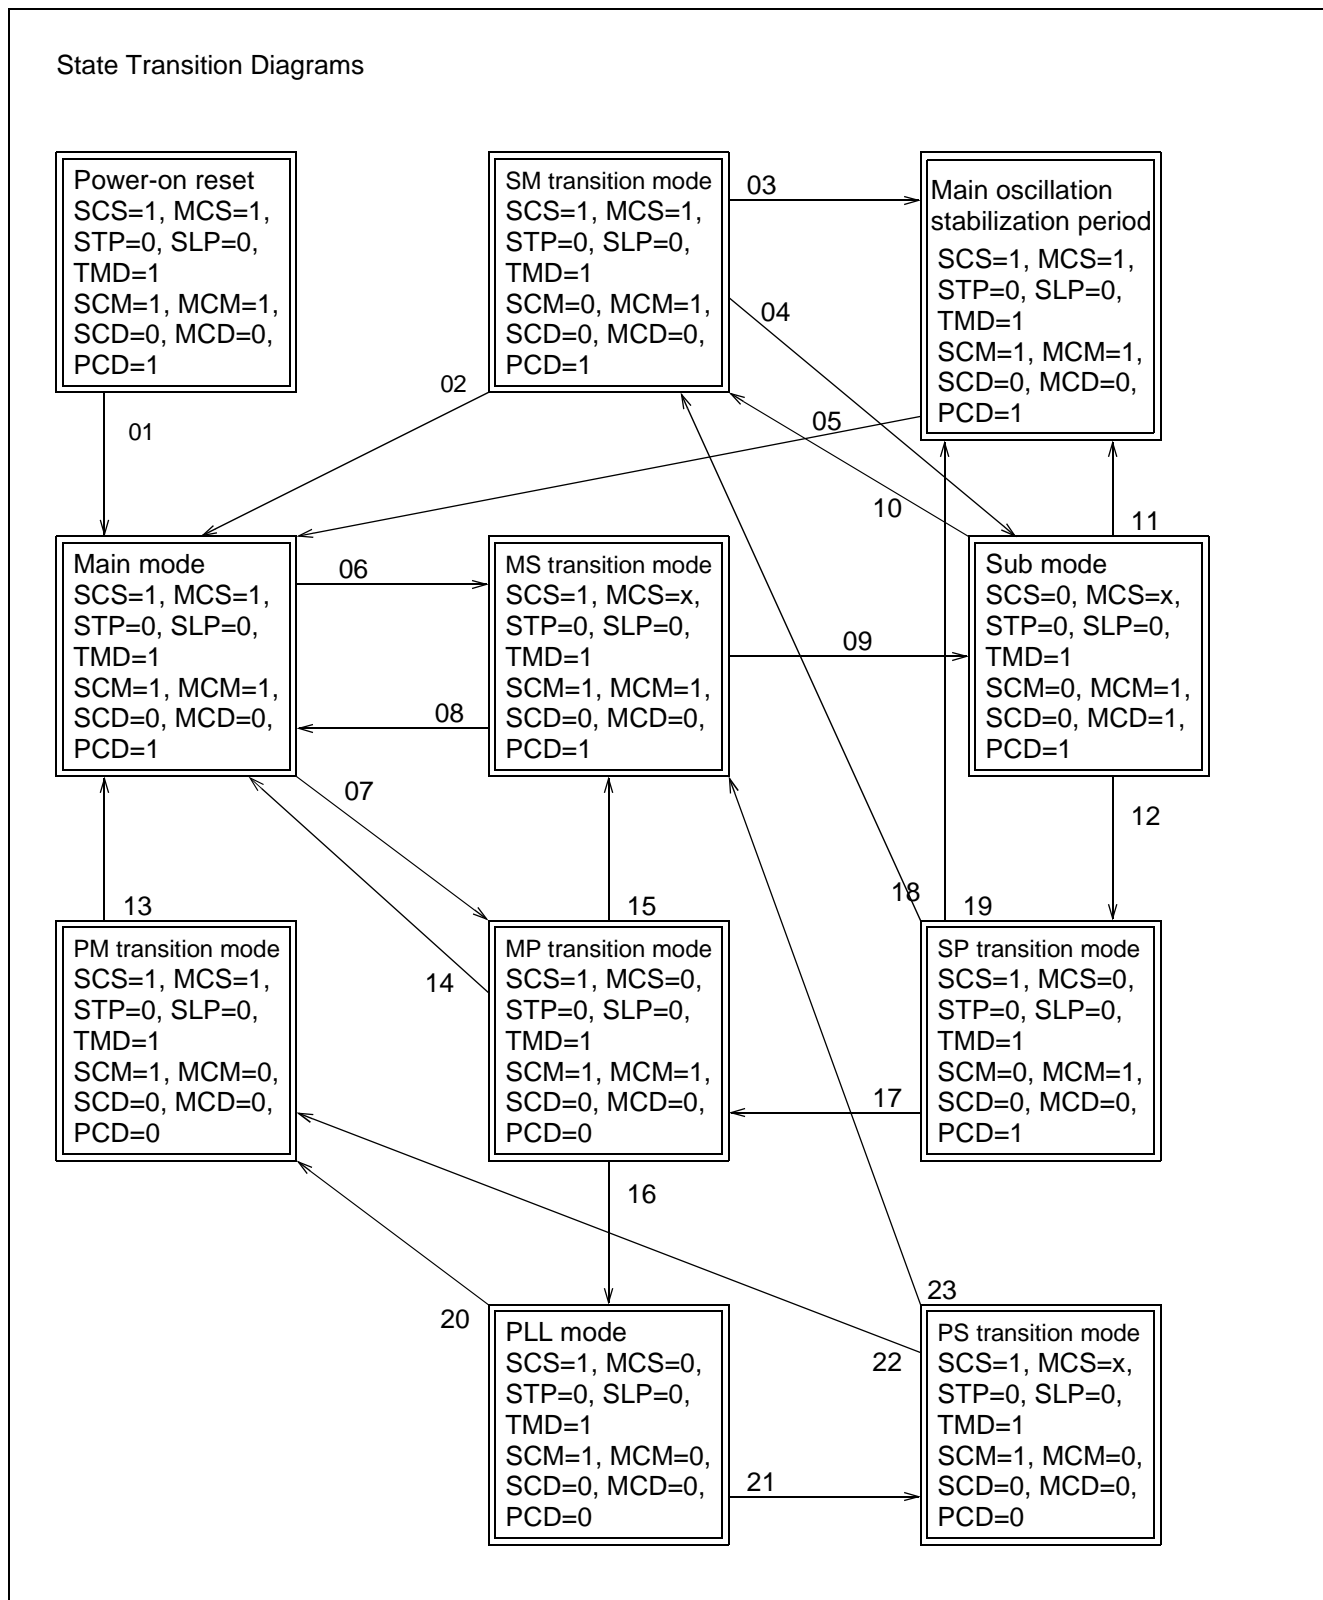 State Transition Diagrams
Power-on reset
SCS=1, MCS=1,
STP=0, SLP=0,
TMD=1
SCM=1, MCM=1,
SCD=0, MCD=0,
PCD=1
SM transition mode
SCS=1, MCS=1,
STP=0, SLP=0,
TMD=1
SCM=0, MCM=1,
SCD=0, MCD=0,
PCD=1
03
Main oscillation
stabilization period
SCS=1, MCS=1,
STP=0, SLP=0,
TMD=1
SCM=1, MCM=1,
SCD=0, MCD=0,
PCD=1
04
02
01
05
10
11
Main mode
SCS=1, MCS=1,
STP=0, SLP=0,
TMD=1
SCM=1, MCM=1,
SCD=0, MCD=0,
PCD=1
06
08
MS transition mode
SCS=1, MCS=x,
STP=0, SLP=0,
TMD=1
SCM=1, MCM=1,
SCD=0, MCD=0,
PCD=1
09
Sub mode
SCS=0, MCS=x,
STP=0, SLP=0,
TMD=1
SCM=0, MCM=1,
SCD=0, MCD=1,
PCD=1
07
12
13
15
18
19
PM transition mode
SCS=1, MCS=1,
STP=0, SLP=0,
TMD=1
SCM=1, MCM=0,
SCD=0, MCD=0,
PCD=0
14
MP transition mode
SCS=1, MCS=0,
STP=0, SLP=0,
TMD=1
SCM=1, MCM=1,
SCD=0, MCD=0,
PCD=0
17
SP transition mode
SCS=1, MCS=0,
STP=0, SLP=0,
TMD=1
SCM=0, MCM=1,
SCD=0, MCD=0,
PCD=1
16
23
20
22
PLL mode
SCS=1, MCS=0,
STP=0, SLP=0,
TMD=1
SCM=1, MCM=0,
SCD=0, MCD=0,
PCD=0
21
PS transition mode
SCS=1, MCS=x,
STP=0, SLP=0,
TMD=1
SCM=1, MCM=0,
SCD=0, MCD=0,
PCD=0